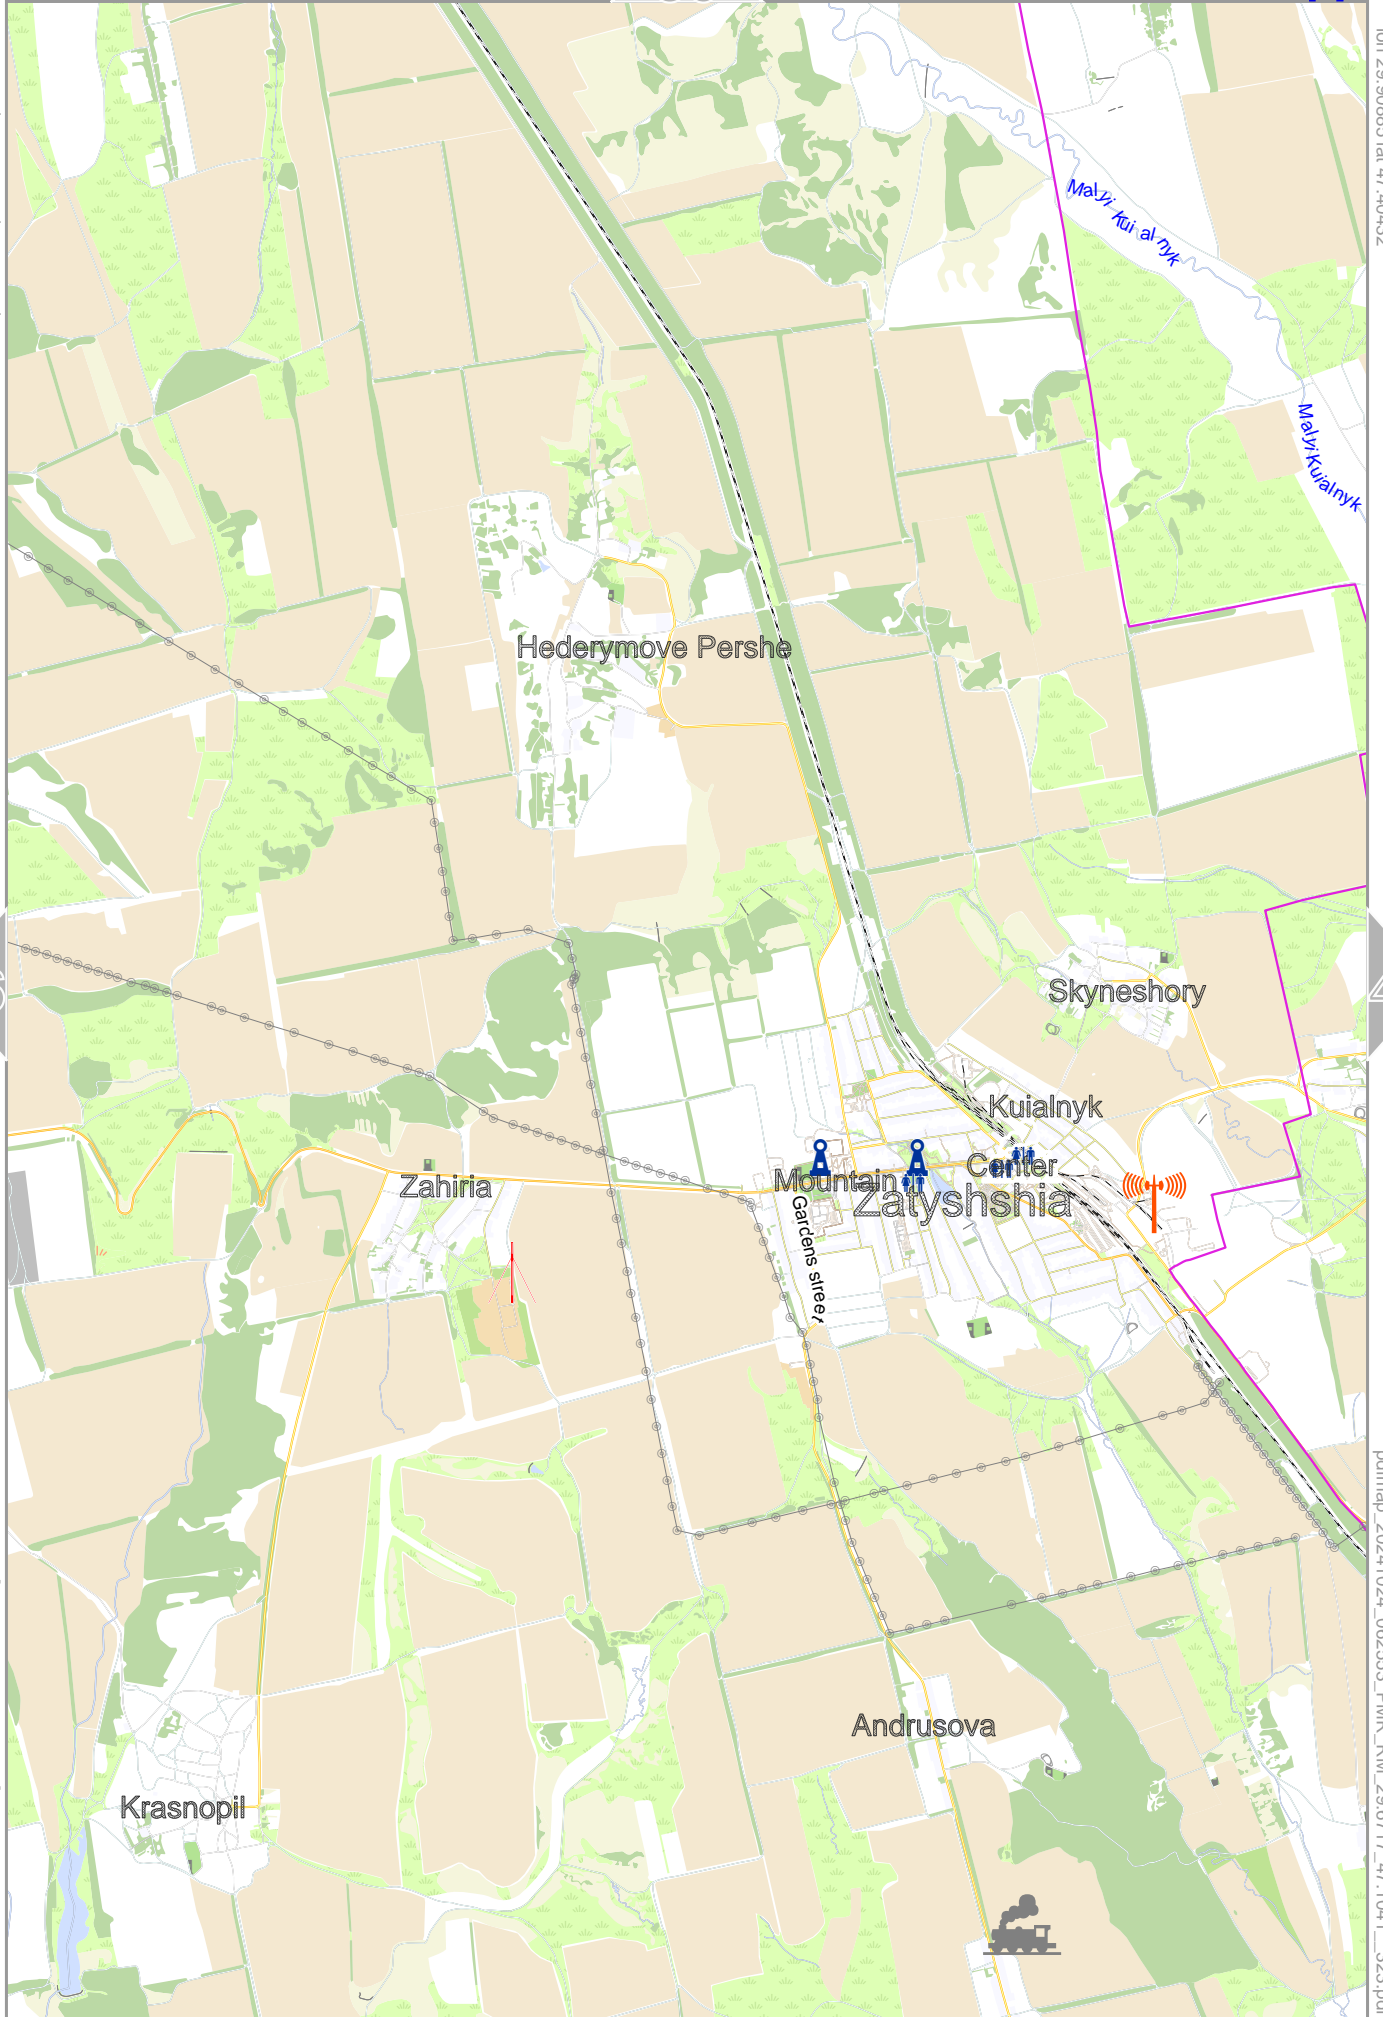 Malyi Kuialnyk
Malyi Kuialnyk
Hederymove Pershe
Skyneshory
Kuialnyk
Center
Mountain
Zahiria
Zatyshshia
Gardens street
Andrusova
Krasnopil